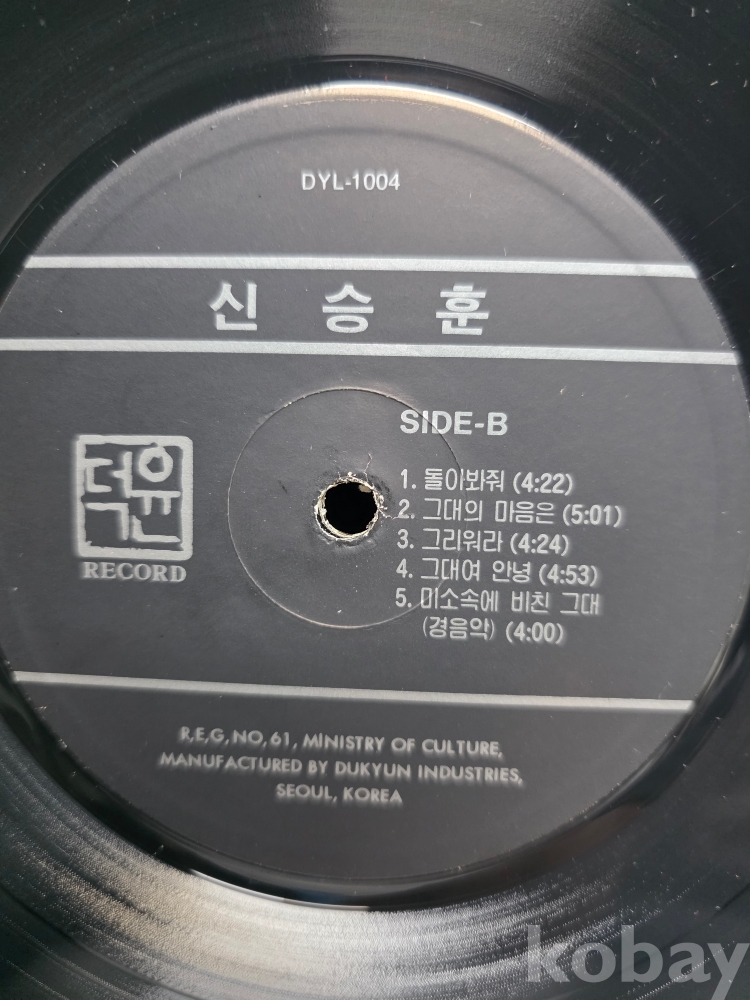 DYL-1004
신 승 훈
SIDE-B
덕윤
RECORD
1. 돌아봐줘 (4:22)
2. 그대의 마음은 (5:01)
3. 그리워라 (4:24)
4. 그대여 안녕 (4:53)
5. 미소속에 비친 그대
(경음악) (4:00)
R.E.G. NO. 61, MINISTRY OF CULTURE,
MANUFACTURED BY DUKYUN INDUSTRIES,
SEOUL, KOREA
kobay